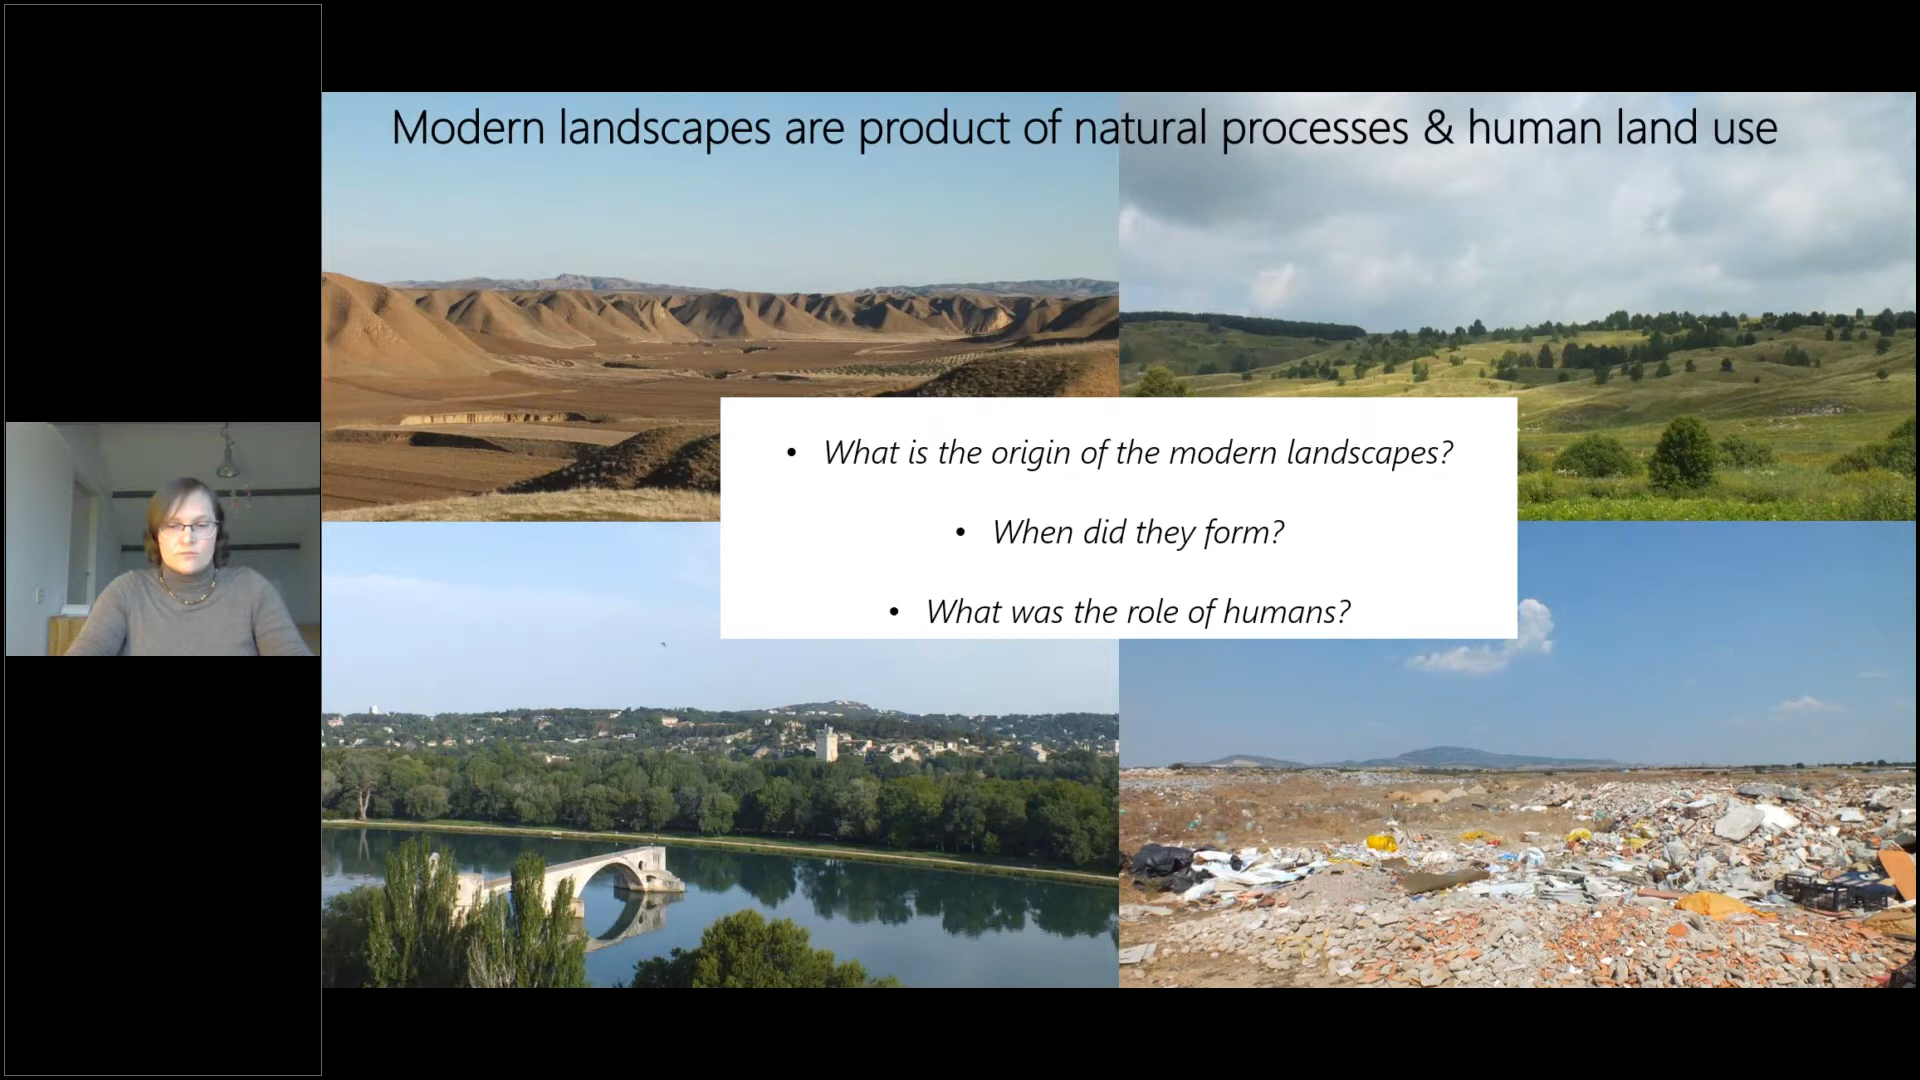 Modern landscapes are product of natural processes & human land use
• What is the origin of the modern landscapes?
• When did they form?
• What was the role of humans?